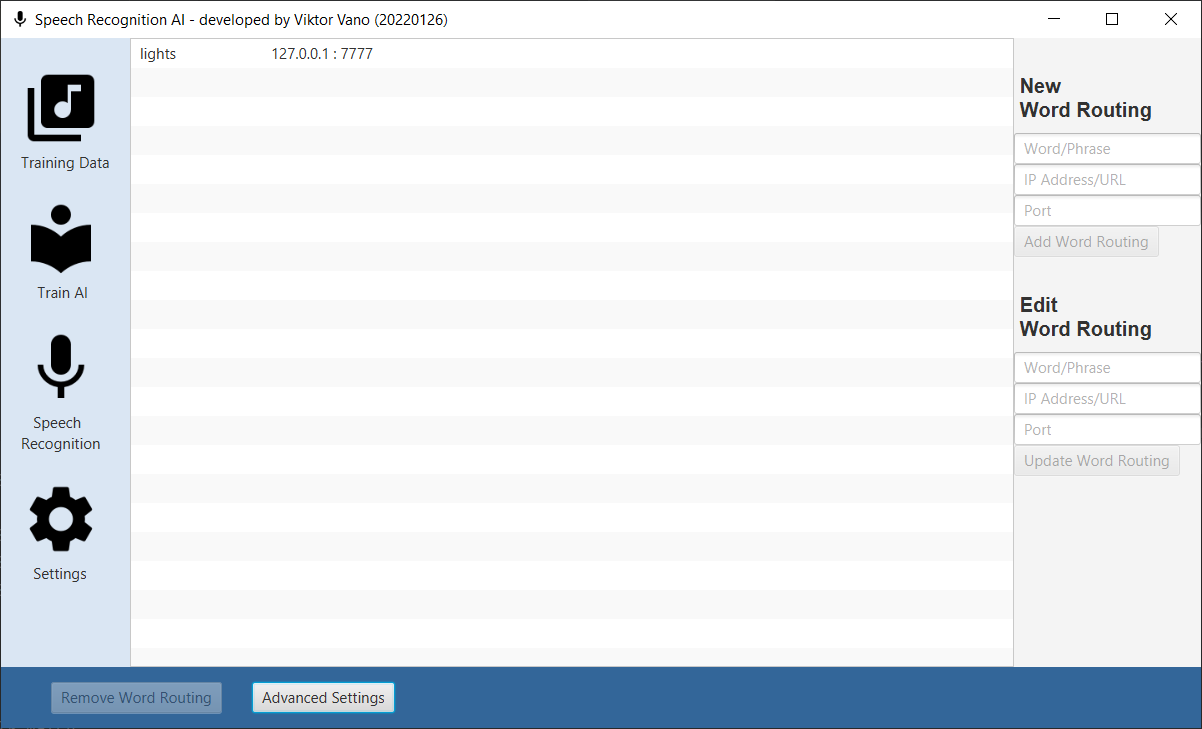 Speech Recognition AI - developed by Viktor Vano (20220126)
Training Data
Train AI
Speech
Recognition
Settings
lights 127.0.0.1 : 7777
New
Word Routing
Word/Phrase
IP Address/URL
Port
Add Word Routing
Edit
Word Routing
Word/Phrase
IP Address/URL
Port
Update Word Routing
Remove Word Routing
Advanced Settings